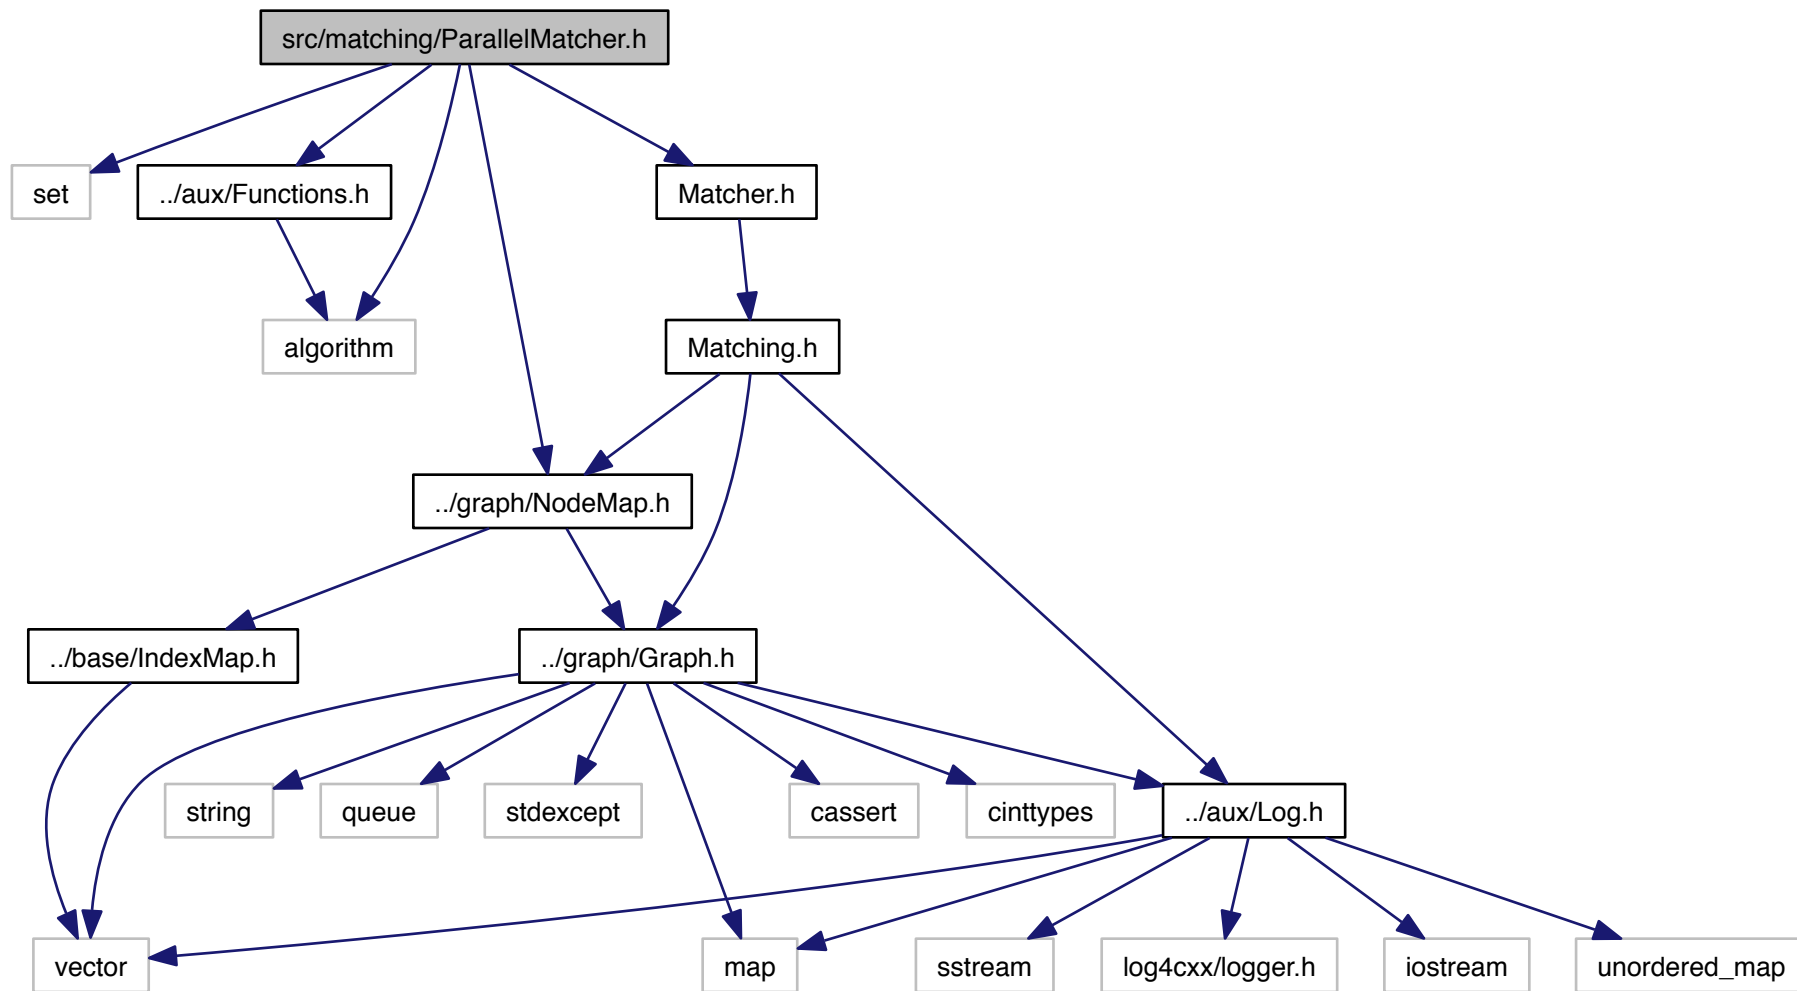 src/matching/ParallelMatcher.h
set
../aux/Functions.h
Matcher.h
algorithm
Matching.h
../graph/NodeMap.h
../base/IndexMap.h
../graph/Graph.h
string
queue
stdexcept
cassert
cinttypes
../aux/Log.h
vector
map
sstream
log4cxx/logger.h
iostream
unordered_map